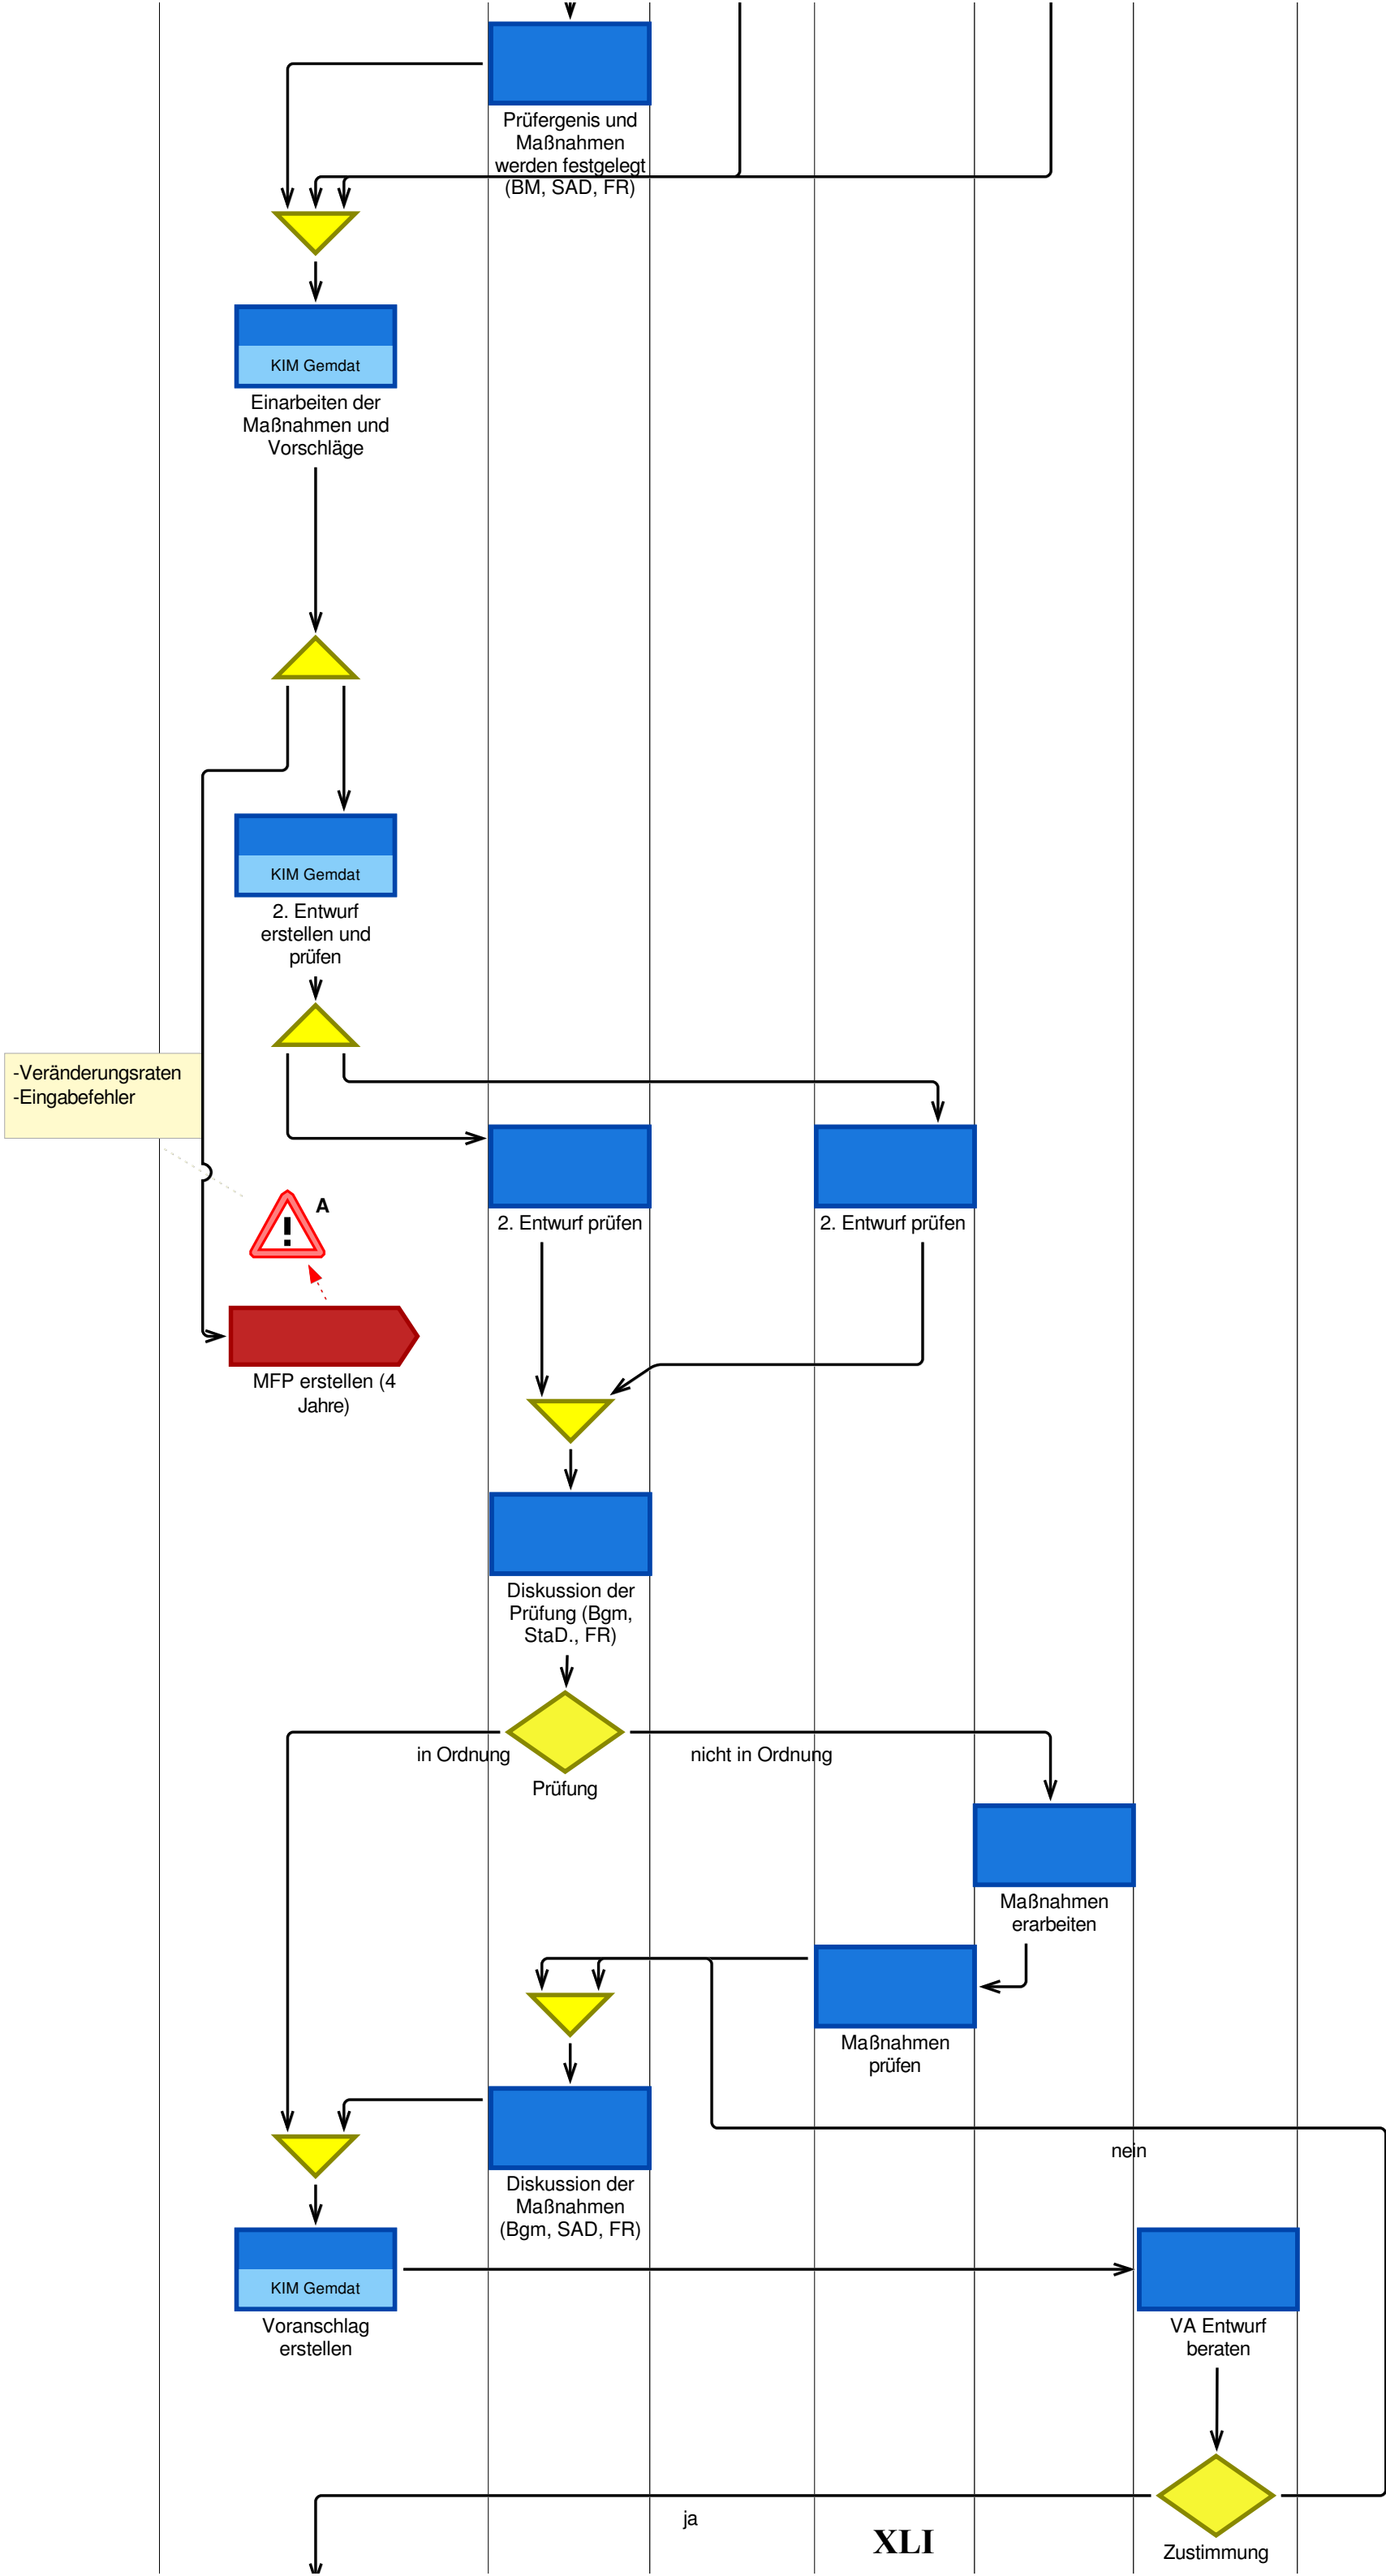 Prüfergenis und
Maßnahmen
werden festgelegt
(BM, SAD, FR)
KIM Gemdat
Einarbeiten der
Maßnahmen und
Vorschläge
KIM Gemdat
2. Entwurf
erstellen und
prüfen
-Veränderungsraten
-Eingabefehler
A
2. Entwurf prüfen
2. Entwurf prüfen
MFP erstellen (4
Jahre)
Diskussion der
Prüfung (Bgm,
StaD., FR)
in Ordnung
nicht in Ordnung
Prüfung
Maßnahmen
erarbeiten
Maßnahmen
prüfen
nein
Diskussion der
Maßnahmen
(Bgm, SAD, FR)
KIM Gemdat
Voranschlag
erstellen
VA Entwurf
beraten
ja
XLI
Zustimmung